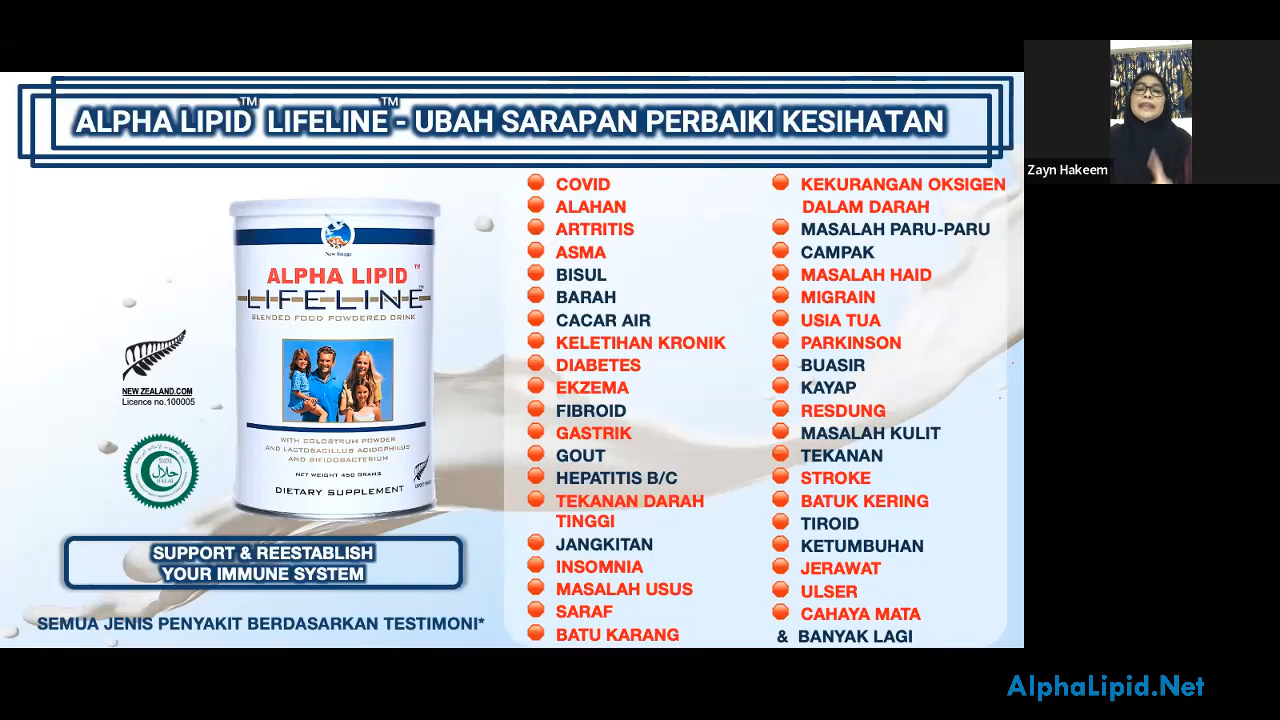 ALPHA LIPID™ LIFELINE™- UBAH SARAPAN PERBAIKI KESIHATAN
Zayn Hakeem
New Image
ALPHA LIPID™
LIFELINE™
BLENDED FOOD POWDERED DRINK
WITH COLOSTRUM POWDER
AND LACTOBACILLUS ACIDOPHILUS
AND BIFIDOBACTERIUM
NET WEIGHT 450 GRAMS
DIETARY SUPPLEMENT
NEW ZEALAND.COM
Licence no.100005
حلال
HALAL
SUPPORT & REESTABLISH
YOUR IMMUNE SYSTEM
SEMUA JENIS PENYAKIT BERDASARKAN TESTIMONI*
COVID
ALAHAN
ARTRITIS
ASMA
BISUL
BARAH
CACAR AIR
KELETIHAN KRONIK
DIABETES
EKZEMA
FIBROID
GASTRIK
GOUT
HEPATITIS B/C
TEKANAN DARAH
TINGGI
JANGKITAN
INSOMNIA
MASALAH USUS
SARAF
BATU KARANG
KEKURANGAN OKSIGEN
DALAM DARAH
MASALAH PARU-PARU
CAMPAK
MASALAH HAID
MIGRAIN
USIA TUA
PARKINSON
BUASIR
KAYAP
RESDUNG
MASALAH KULIT
TEKANAN
STROKE
BATUK KERING
TIROID
KETUMBUHAN
JERAWAT
ULSER
CAHAYA MATA
& BANYAK LAGI
AlphaLipid.Net